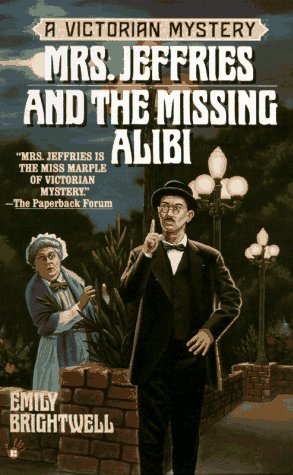 A VICTORIAN MYSTERY
MRS. JEFFRIES
AND THE MISSING
ALIBI
"MRS. JEFFRIES IS
THE MISS MARPLE
OF VICTORIAN
MYSTERY."
—The Paperback Forum
EMILY
BRIGHTWELL